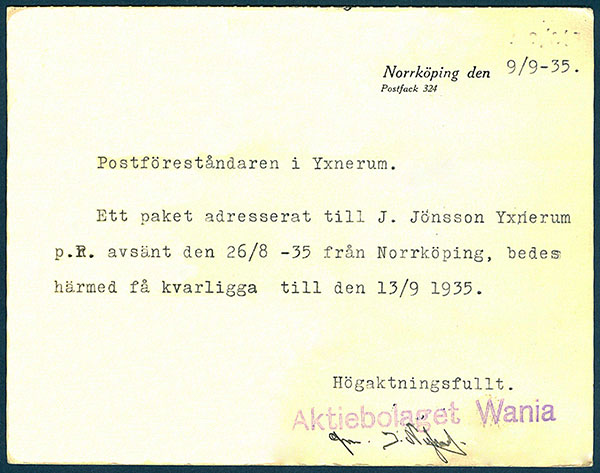 Norrköping den 9/9-35.
Postfack 324
Postföreståndaren i Yxnerum.
Ett paket adresserat till J. Jönsson Yxnerum
p.R. avsänt den 26/8 -35 från Norrköping, bedes
härmed få kvarligga till den 13/9 1935.
Högaktningsfullt.
Aktiebolaget Wania